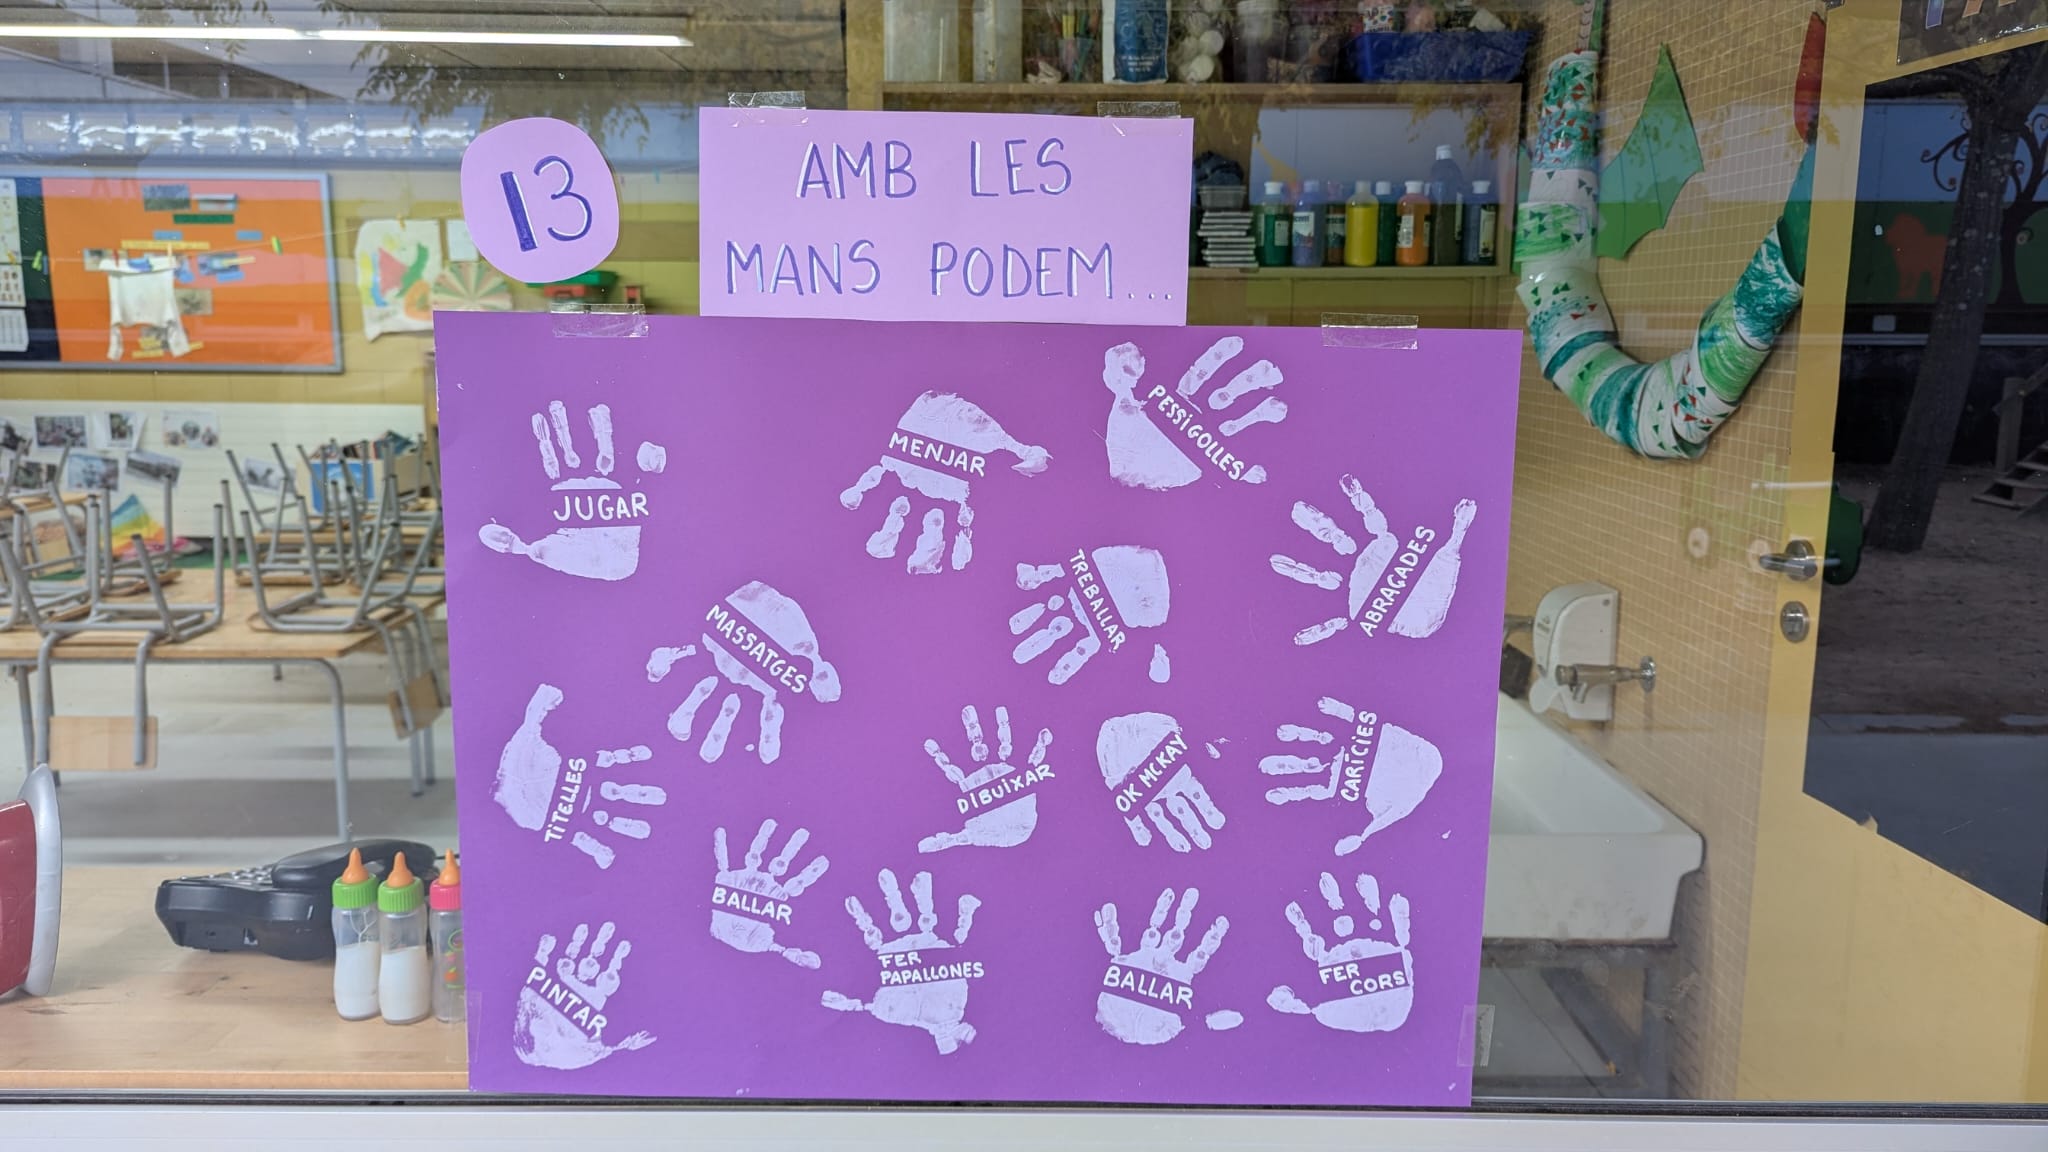 13
AMB LES
MANS PODEM...
JUGAR
MENJAR
PESSIGOLLES
MASSATGES
TREBALLAR
ABRAÇADES
TITELLES
DIBUIXAR
OK MCKAY
CARÍCIES
BALLAR
PINTAR
FER
PAPALLONES
BALLAR
FER
CORS